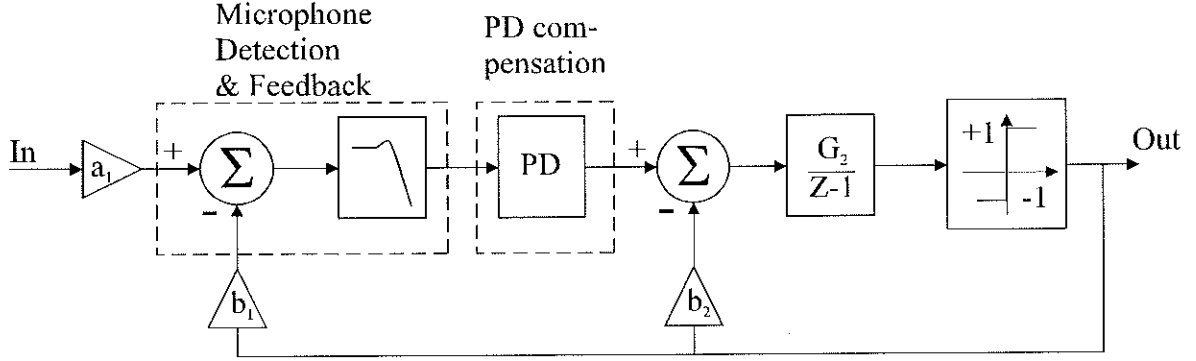 Microphone
Detection
& Feedback
PD com-
pensation
In
a₁
+
Σ
-
PD
+
Σ
-
G₂
Z-1
+1
-1
Out
b₁
b₂